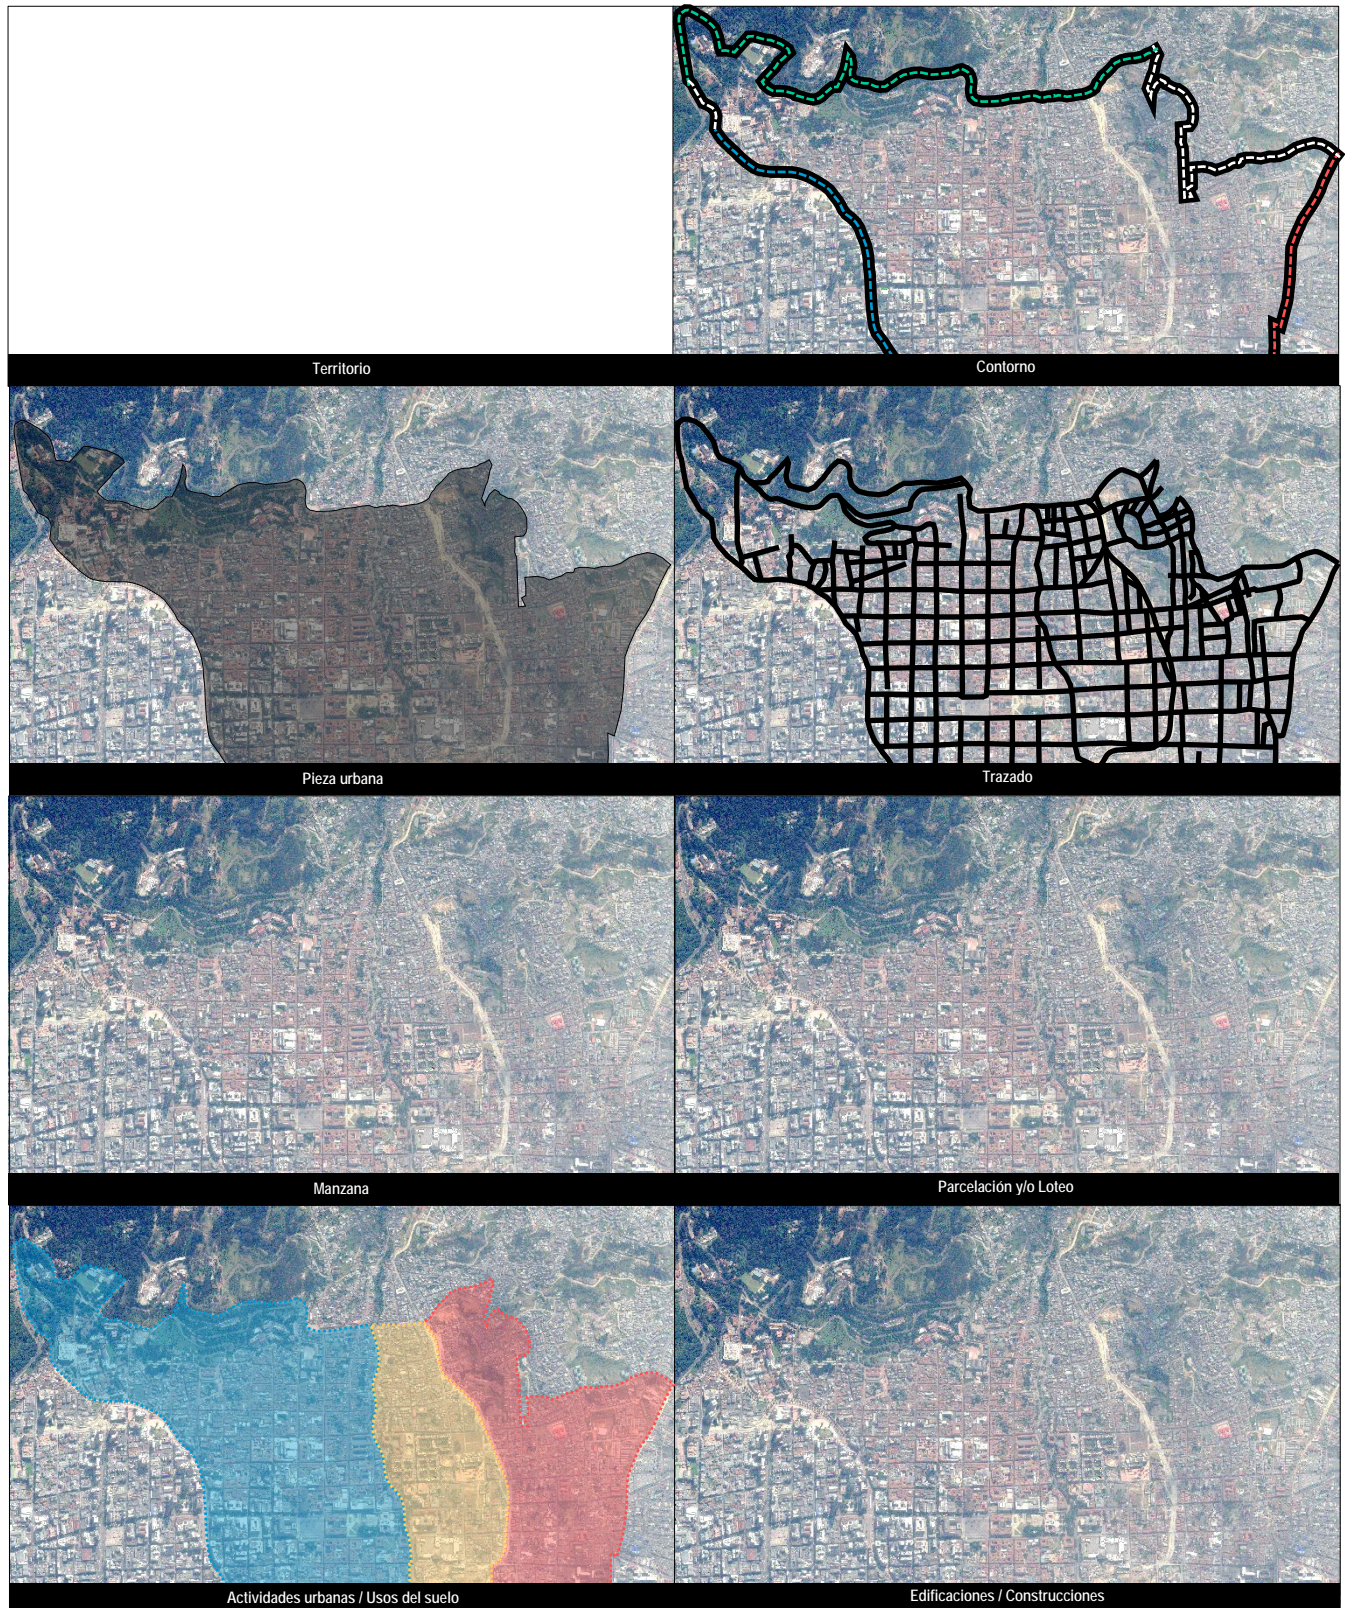 Territorio
Contorno
Pieza urbana
Trazado
Manzana
Parcelación y/o Loteo
Actividades urbanas / Usos del suelo
Edificaciones / Construcciones